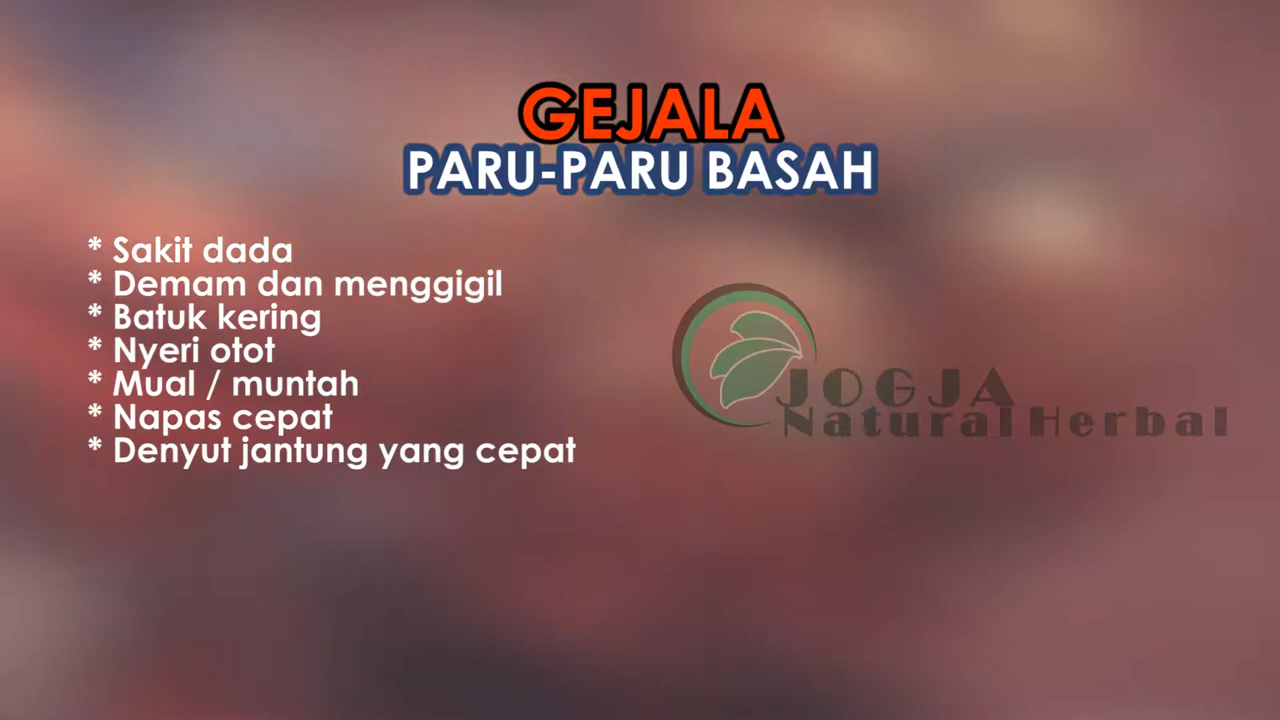 GEJALA
PARU-PARU BASAH
* Sakit dada
* Demam dan menggigil
* Batuk kering
* Nyeri otot
* Mual / muntah
* Napas cepat
* Denyut jantung yang cepat
JOGJA
Natural Herbal